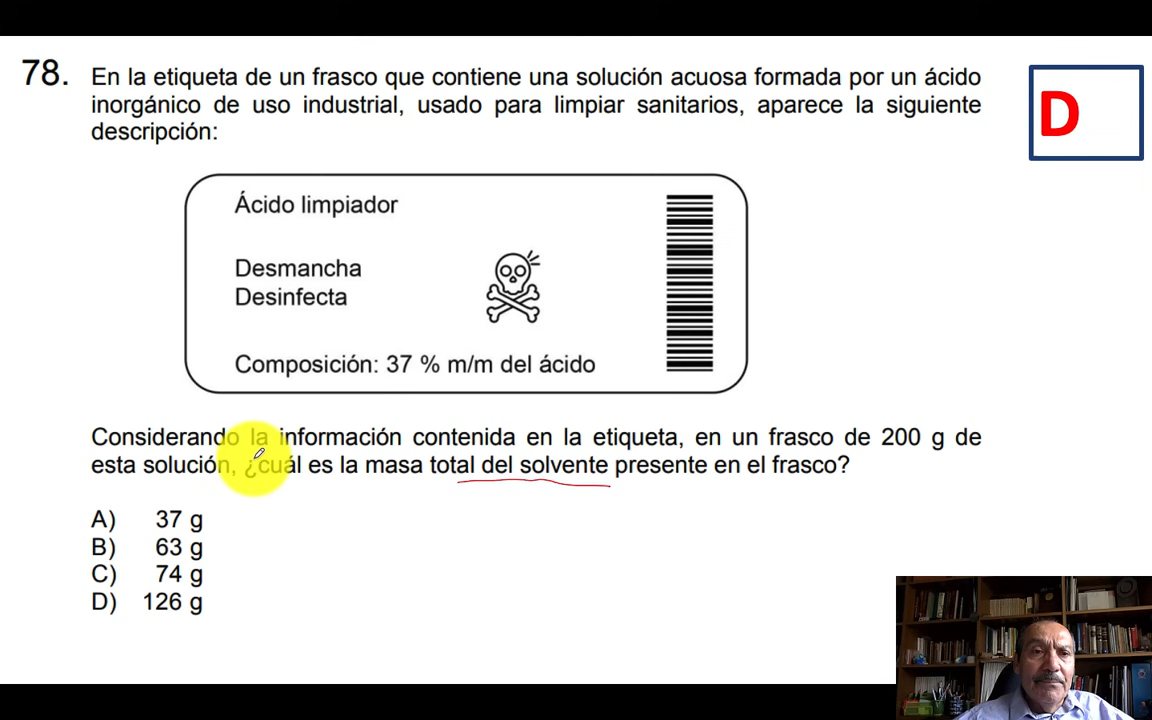 78. En la etiqueta de un frasco que contiene una solución acuosa formada por un ácido
inorgánico de uso industrial, usado para limpiar sanitarios, aparece la siguiente
descripción:
D
Ácido limpiador
Desmancha
Desinfecta
Composición: 37 % m/m del ácido
Considerando la información contenida en la etiqueta, en un frasco de 200 g de
esta solución, ¿cuál es la masa total del solvente presente en el frasco?
A) 37 g
B) 63 g
C) 74 g
D) 126 g